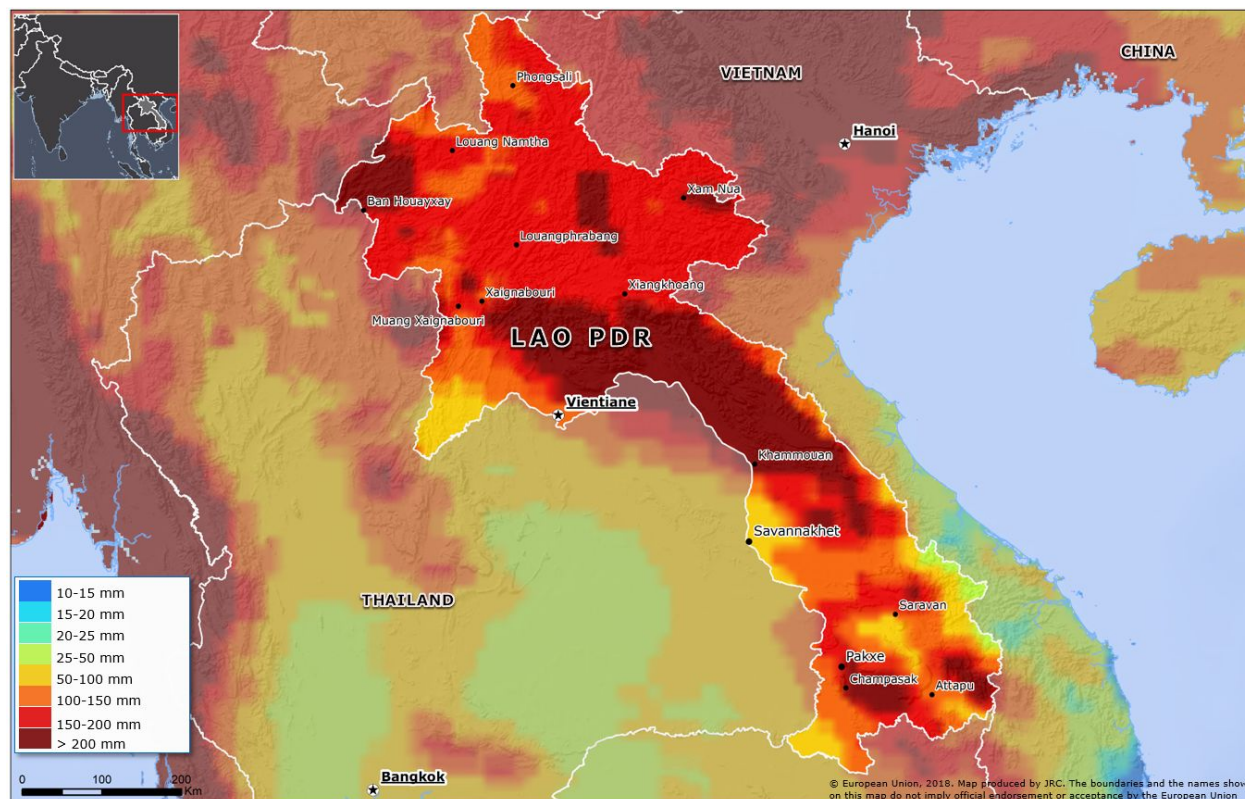 CHINA
VIETNAM
Phongsali
Hanoi
Louang Namtha
Xam Nua
Ban Houayxay
Louangphrabang
Xiangkhoang
Xaignabouri
Muang Xaignabouri
LAO PDR
Vientiane
Khammouan
Savannakhet
10-15 mm
15-20 mm
20-25 mm
25-50 mm
50-100 mm
100-150 mm
150-200 mm
> 200 mm
THAILAND
Saravan
Pakxe
Champasak
Attapu
Bangkok
0 100 200
Km
© European Union, 2018. Map produced by JRC. The boundaries and the names show
on this map do not imply official endorsement or acceptance by the European Union